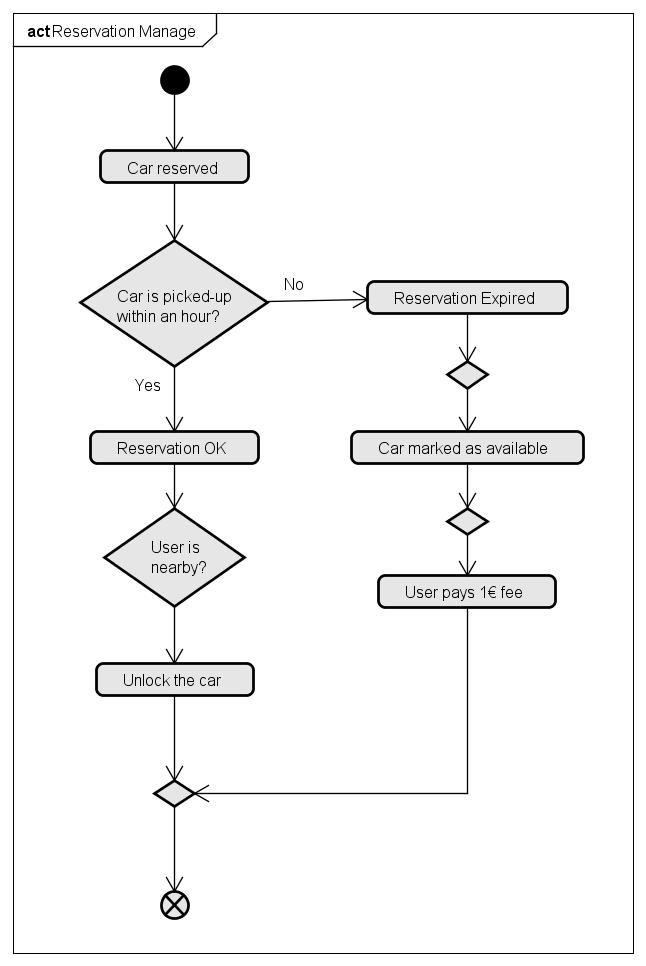 act Reservation Manage
Car reserved
Car is picked-up
within an hour?
No
Reservation Expired
Yes
Reservation OK
Car marked as available
User is
nearby?
User pays 1€ fee
Unlock the car